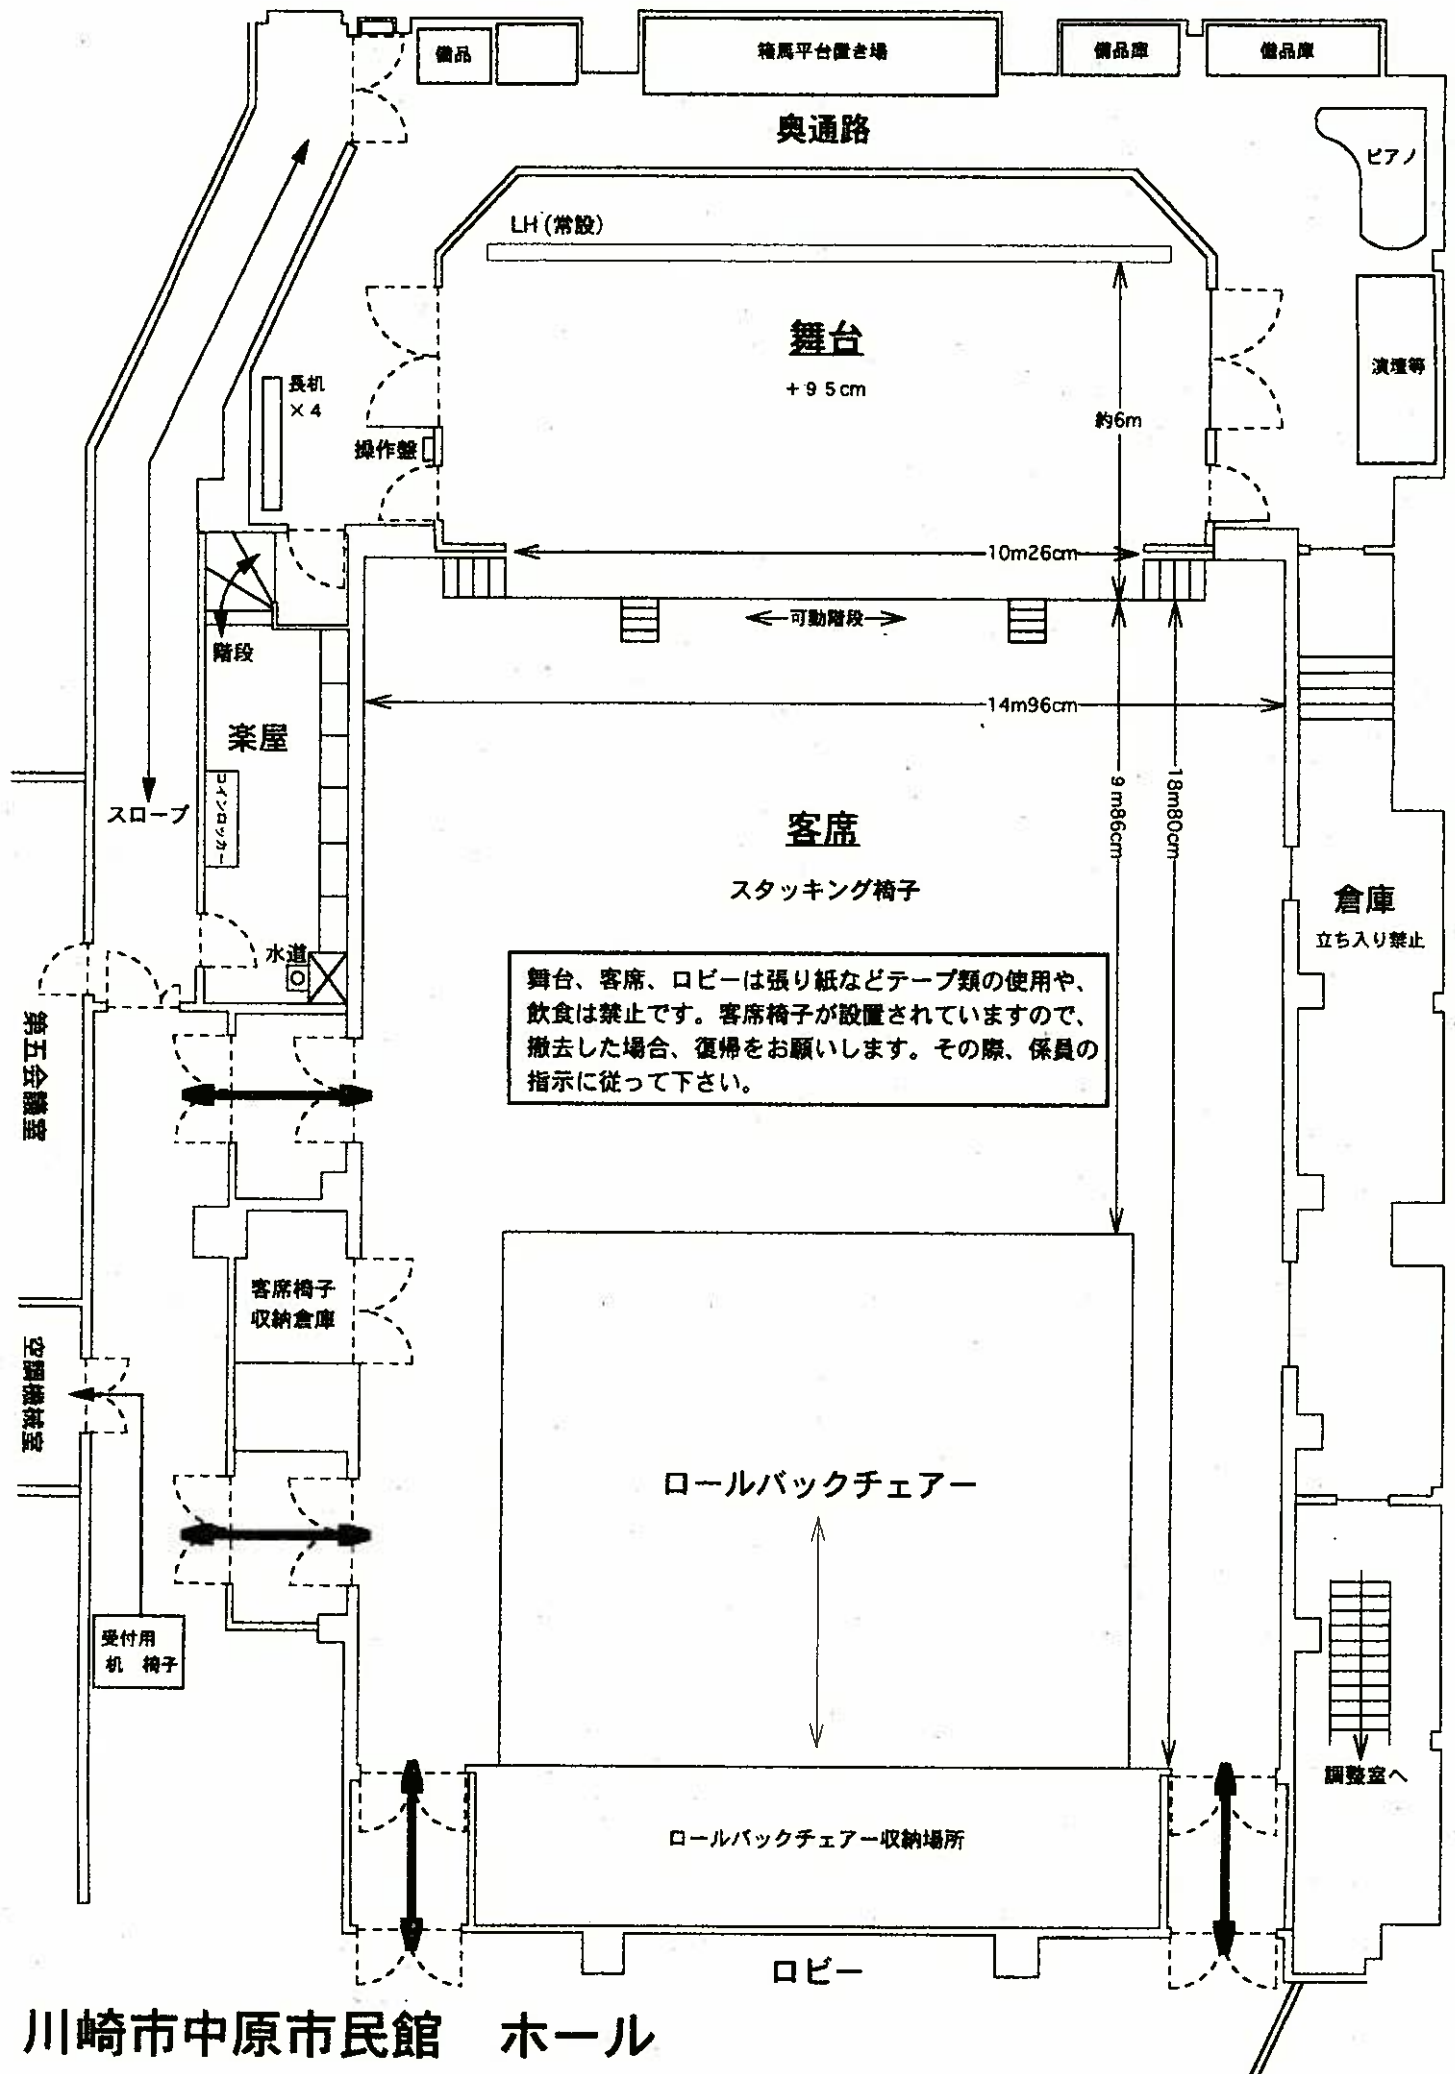 備品
箱馬平台置き場
備品庫
備品庫
奥通路
ピアノ
LH (常設)
舞台
+９５cm
演壇等
長机
×４
約6m
操作盤
10m26cm
可動階段
階段
14m96cm
楽屋
コインロッカー
スロープ
9m86cm
18m80cm
客席
スタッキング椅子
倉庫
立ち入り禁止
水道
舞台、客席、ロビーは張り紙などテープ類の使用や、
飲食は禁止です。客席椅子が設置されていますので、
撤去した場合、復帰をお願いします。その際、係員の
指示に従って下さい。
第五会議室
客席椅子
収納倉庫
空調機械室
ロールバックチェアー
受付用
机　椅子
調整室へ
ロールバックチェアー収納場所
ロビー
川崎市中原市民館　ホール